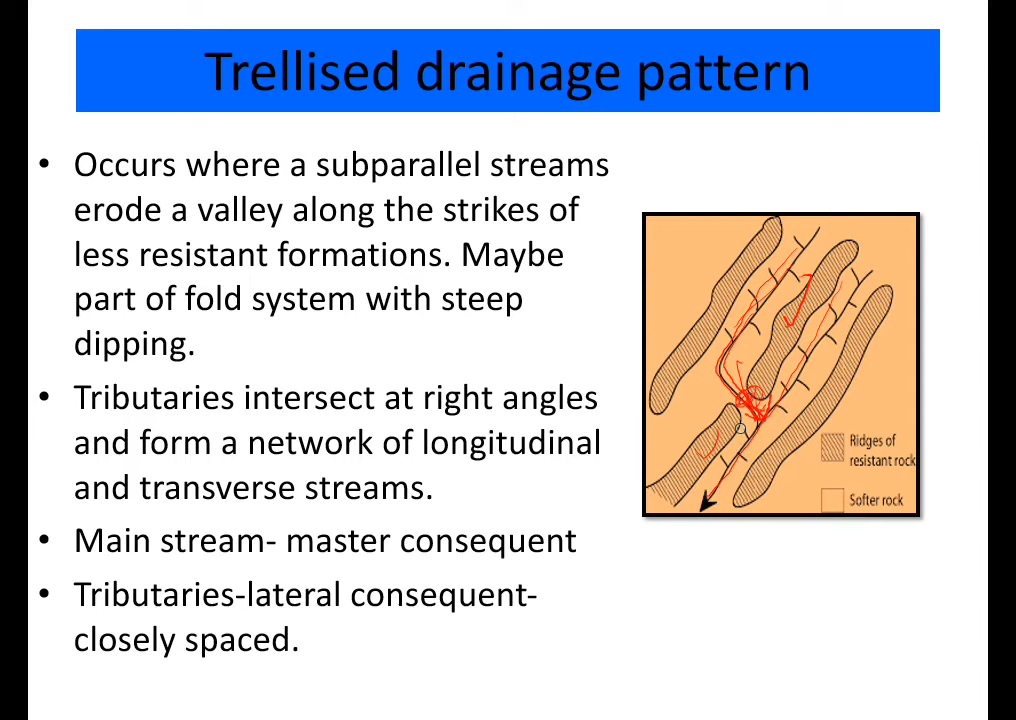 Trellised drainage pattern
• Occurs where a subparallel streams
erode a valley along the strikes of
less resistant formations. Maybe
part of fold system with steep
dipping.
• Tributaries intersect at right angles
and form a network of longitudinal
and transverse streams.
• Main stream- master consequent
• Tributaries-lateral consequent-
closely spaced.
Ridges of
resistant rock
Softer rock